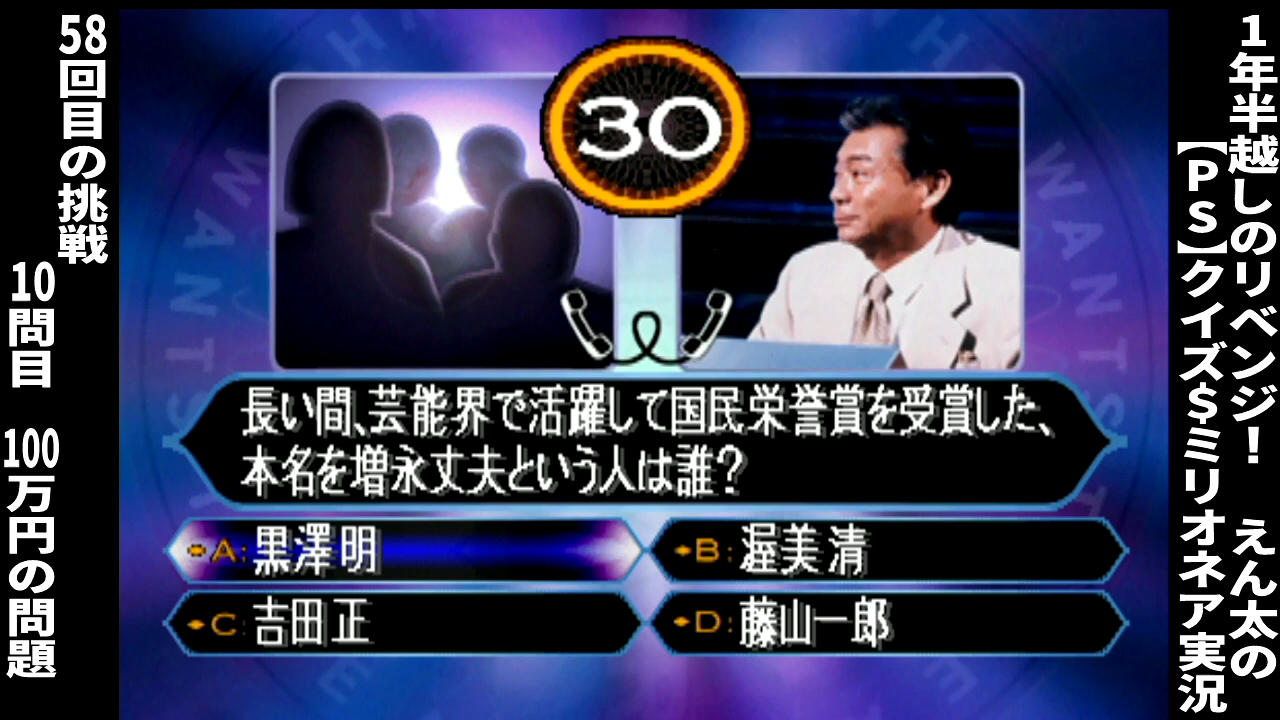 1年半越しのリベンジ! えん太の
【PS】クイズ$ミリオネア実況
58回目の挑戦
10問目 100万円の問題
30
長い間、芸能界で活躍して国民栄誉賞を受賞した、
本名を増永丈夫という人は誰?
A: 黒澤明
B: 渥美清
C: 吉田正
D: 藤山一郎
WANTS
WANTS